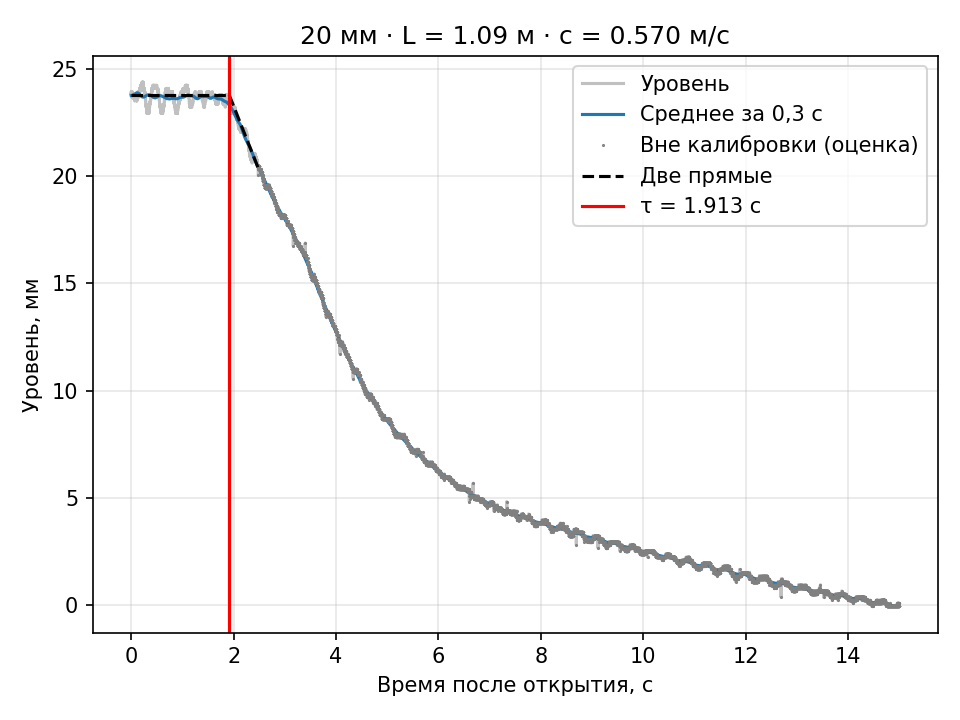 20 мм · L = 1.09 м · c = 0.570 м/с
Уровень
Среднее за 0,3 с
Вне калибровки (оценка)
Две прямые
τ = 1.913 с
Уровень, мм
25
20
15
10
5
0
0 2 4 6 8 10 12 14
Время после открытия, с